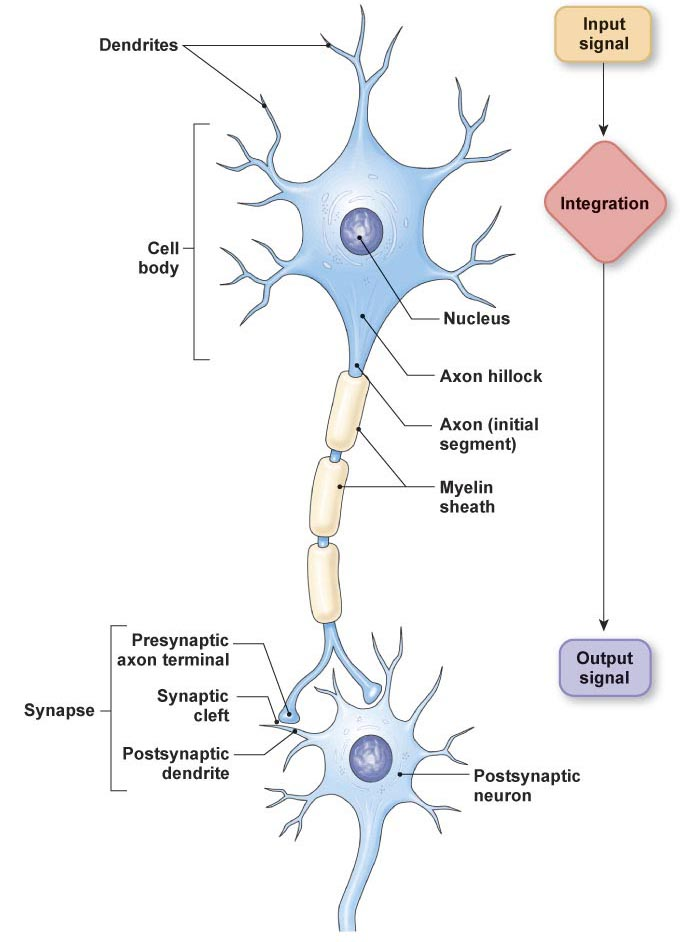 Dendrites
Input
signal
Integration
Cell
body
Nucleus
Axon hillock
Axon (initial
segment)
Myelin
sheath
Presynaptic
axon terminal
Synaptic
cleft
Synapse
Postsynaptic
dendrite
Output
signal
Postsynaptic
neuron